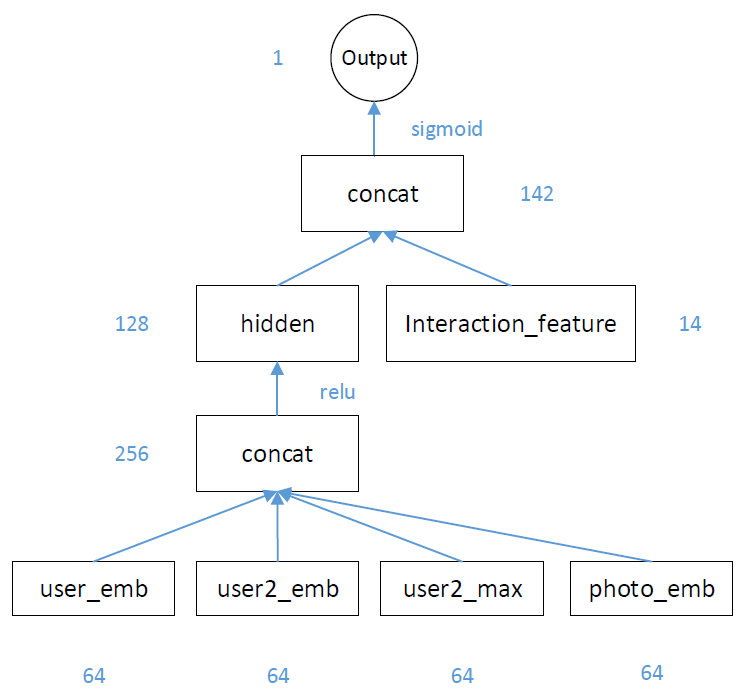 1
Output
sigmoid
concat
142
128
hidden
Interaction_feature
14
relu
256
concat
user_emb
user2_emb
user2_max
photo_emb
64
64
64
64